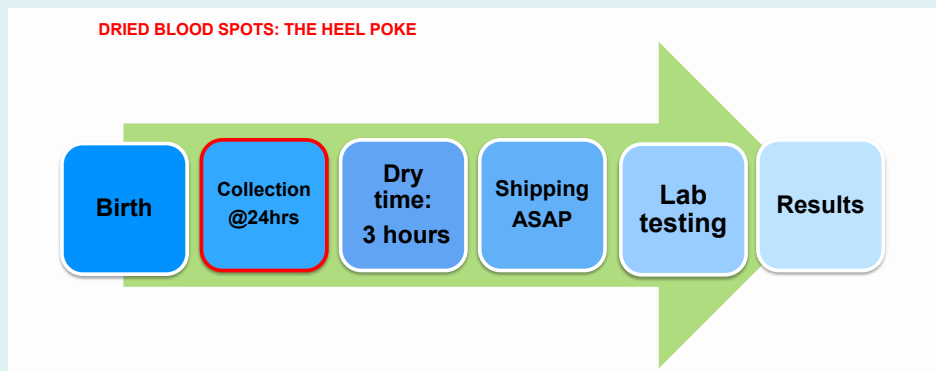 DRIED BLOOD SPOTS: THE HEEL POKE
Birth
Collection
@24hrs
Dry
time:
3 hours
Shipping
ASAP
Lab
testing
Results